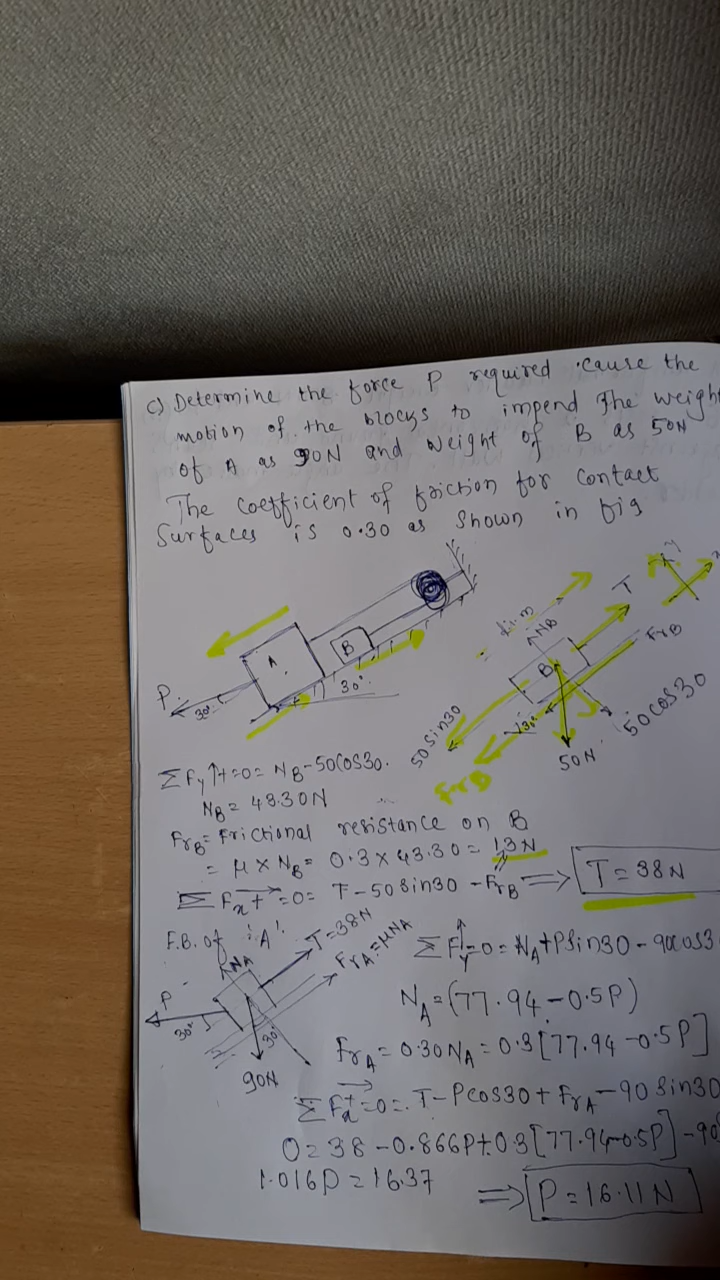 c) Determine the force P required cause the
motion of the blocks to impend The weight
of A as 90N and weight of B as 50N
The coefficient of friction for contact
Surfaces is 0.30 as shown in fig
A
B
P
30°
30°
= dirn
NB
T
FrB
B
50 sin30
30°
50N
50cos30
FrB
ΣFy↑+=0= NB-50cos30.
NB= 43.30N
FrB= Frictional resistance on B
= μ×NB= 0.3×43.30= 13N
ΣFx+=0= T-50sin30-FrB⟹ T=38N
F.B. of 'A'
T=38N
FrA=μNA
NA
P
30°
30°
90N
ΣFy=0= NA+Psin30-90cos3
NA=(77.94-0.5P)
FrA=0.30NA=0.3[77.94-0.5P]
ΣFx+=0= T-Pcos30+FrA-90sin30
0=38-0.866P+0.3[77.94-0.5P]-90
1.016P=16.37
⟹ P=16.11N